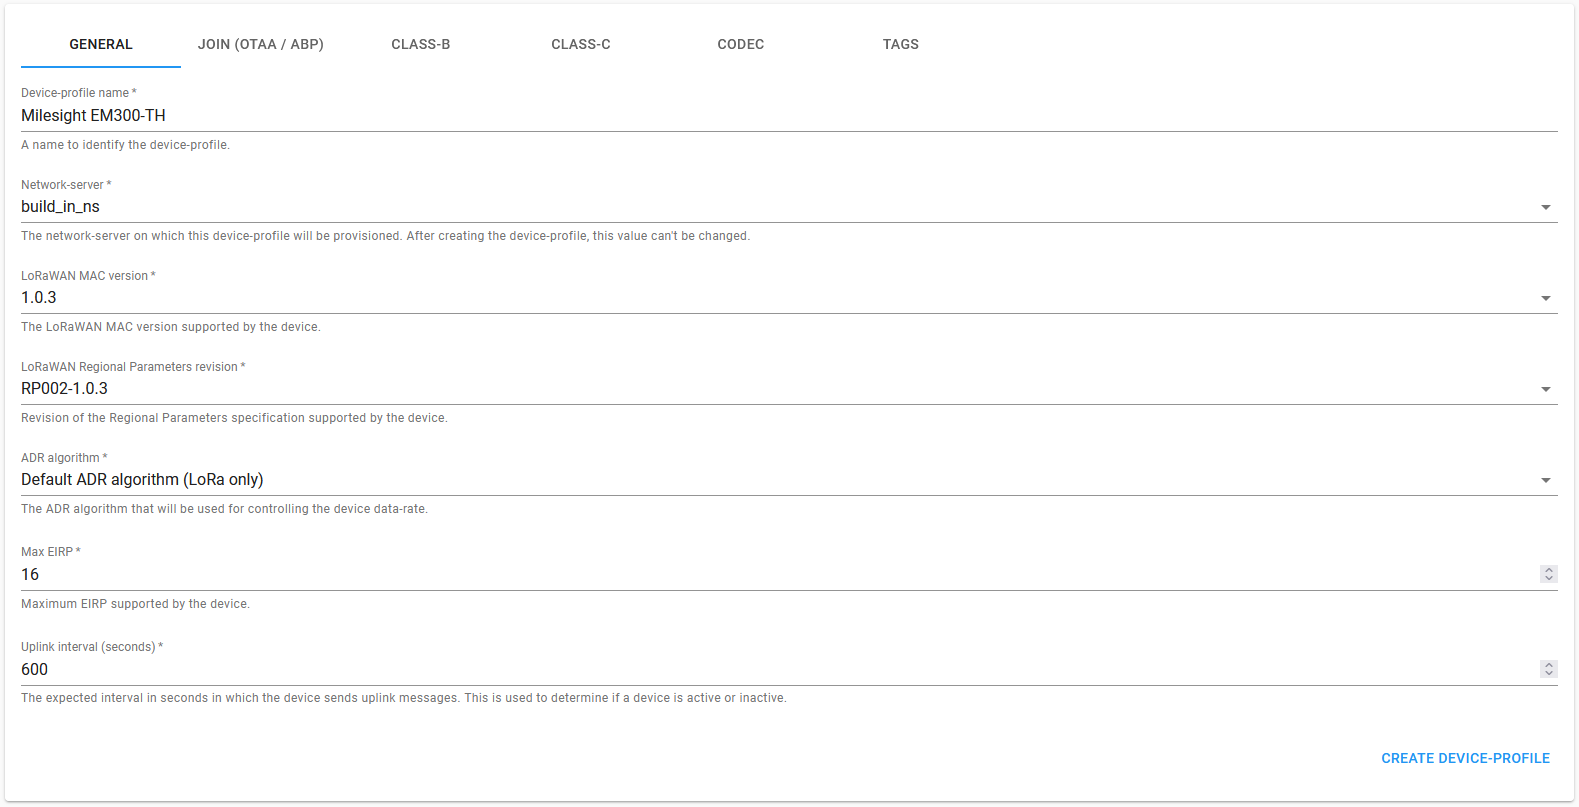 GENERAL JOIN (OTAA / ABP) CLASS-B CLASS-C CODEC TAGS
Device-profile name *
Milesight EM300-TH
A name to identify the device-profile.
Network-server *
build_in_ns
The network-server on which this device-profile will be provisioned. After creating the device-profile, this value can't be changed.
LoRaWAN MAC version *
1.0.3
The LoRaWAN MAC version supported by the device.
LoRaWAN Regional Parameters revision *
RP002-1.0.3
Revision of the Regional Parameters specification supported by the device.
ADR algorithm *
Default ADR algorithm (LoRa only)
The ADR algorithm that will be used for controlling the device data-rate.
Max EIRP *
16
Maximum EIRP supported by the device.
Uplink interval (seconds) *
600
The expected interval in seconds in which the device sends uplink messages. This is used to determine if a device is active or inactive.
CREATE DEVICE-PROFILE